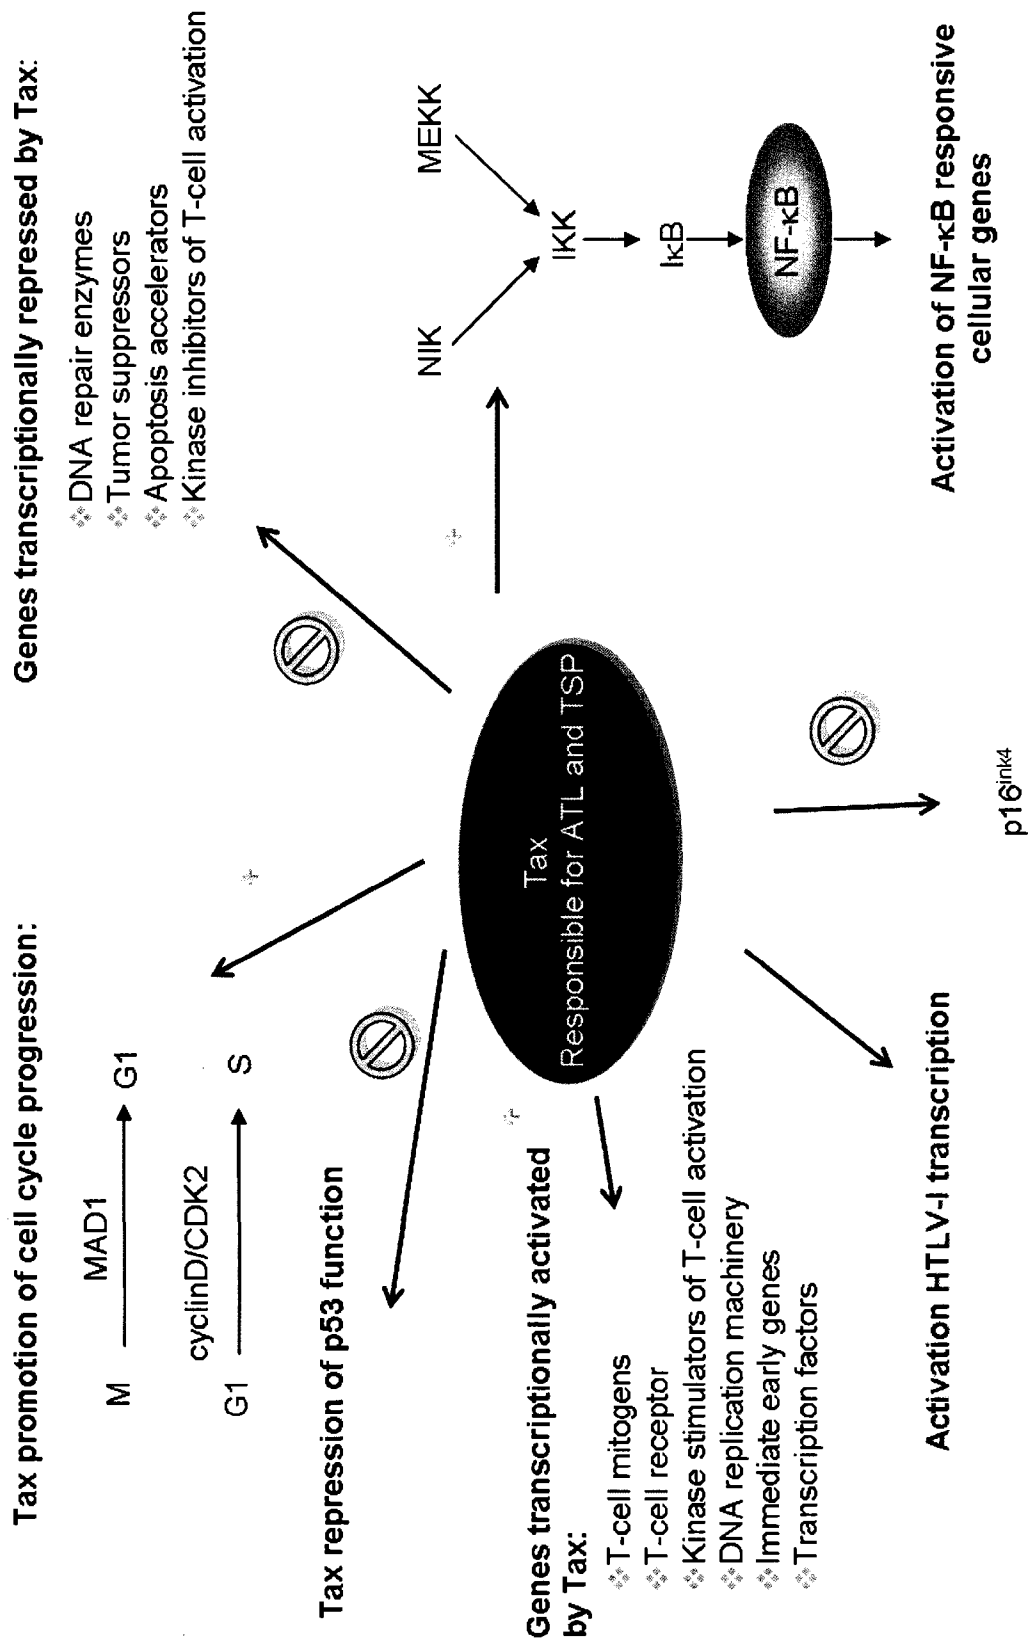 Tax promotion of cell cycle progression:
MAD1
M
G1
cyclinD/CDK2
G1
S
Tax repression of p53 function
Genes transcriptionally activated
by Tax:
T-cell mitogens
T-cell receptor
Kinase stimulators of T-cell activation
DNA replication machinery
Immediate early genes
Transcription factors
Activation HTLV-I transcription
Tax
Responsible for ATL and TSP
+
+
+
p16ink4
Genes transcriptionally repressed by Tax:
DNA repair enzymes
Tumor suppressors
Apoptosis accelerators
Kinase inhibitors of T-cell activation
NIK
MEKK
IKK
IκB
NF-κB
Activation of NF-κB responsive
cellular genes